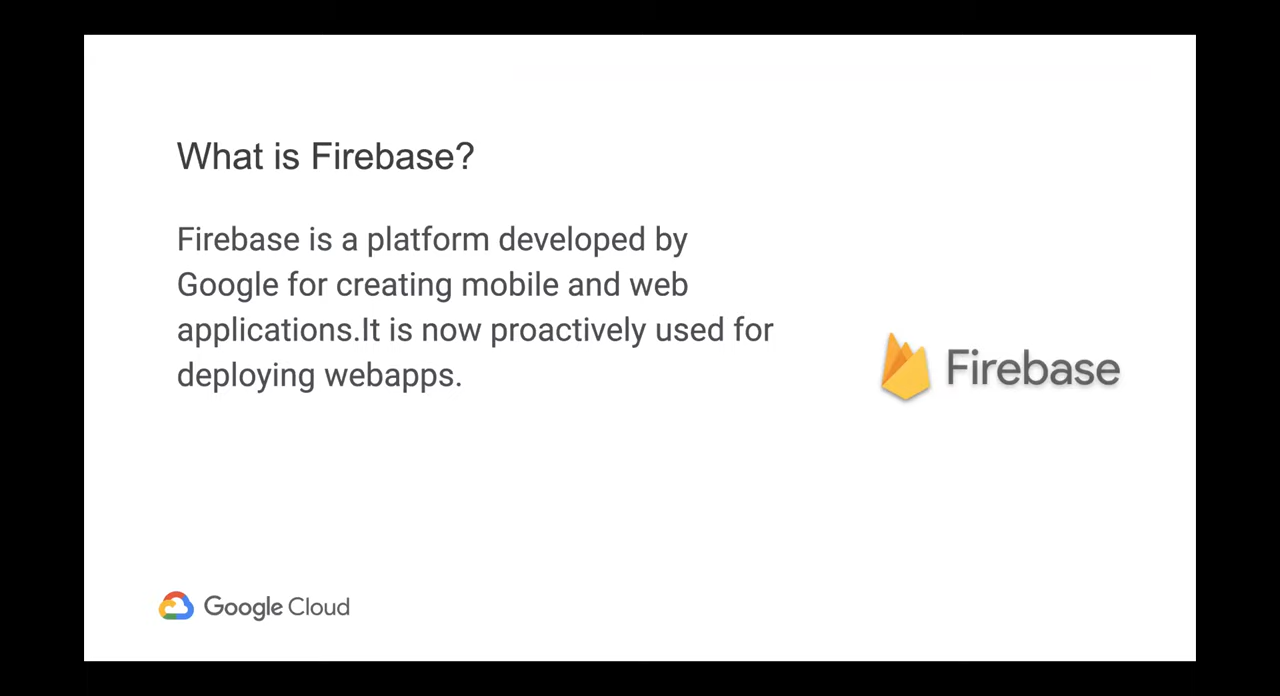 What is Firebase?
Firebase is a platform developed by
Google for creating mobile and web
applications.It is now proactively used for
deploying webapps.
Firebase
Google Cloud